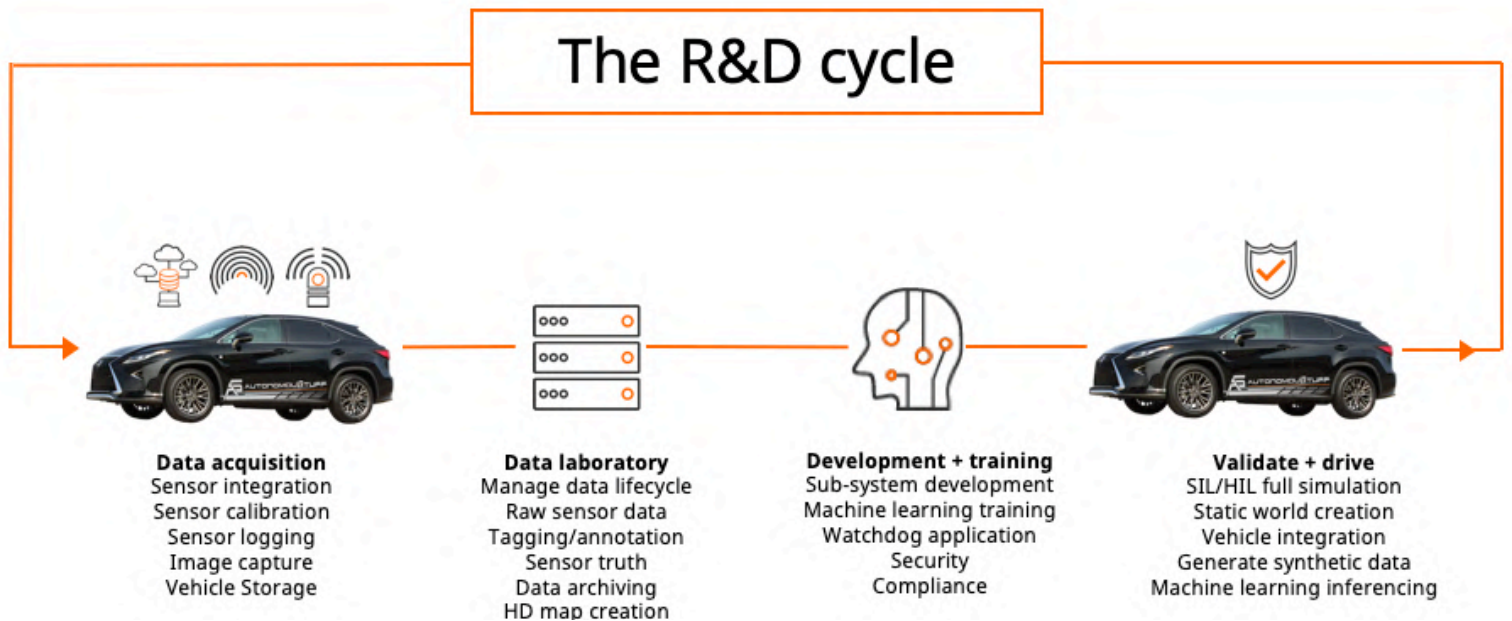 The R&D cycle
AUTONOMOUSTUFF
AUTONOMOUSTUFF
Data acquisition
Sensor integration
Sensor calibration
Sensor logging
Image capture
Vehicle Storage
Data laboratory
Manage data lifecycle
Raw sensor data
Tagging/annotation
Sensor truth
Data archiving
HD map creation
Development + training
Sub-system development
Machine learning training
Watchdog application
Security
Compliance
Validate + drive
SIL/HIL full simulation
Static world creation
Vehicle integration
Generate synthetic data
Machine learning inferencing